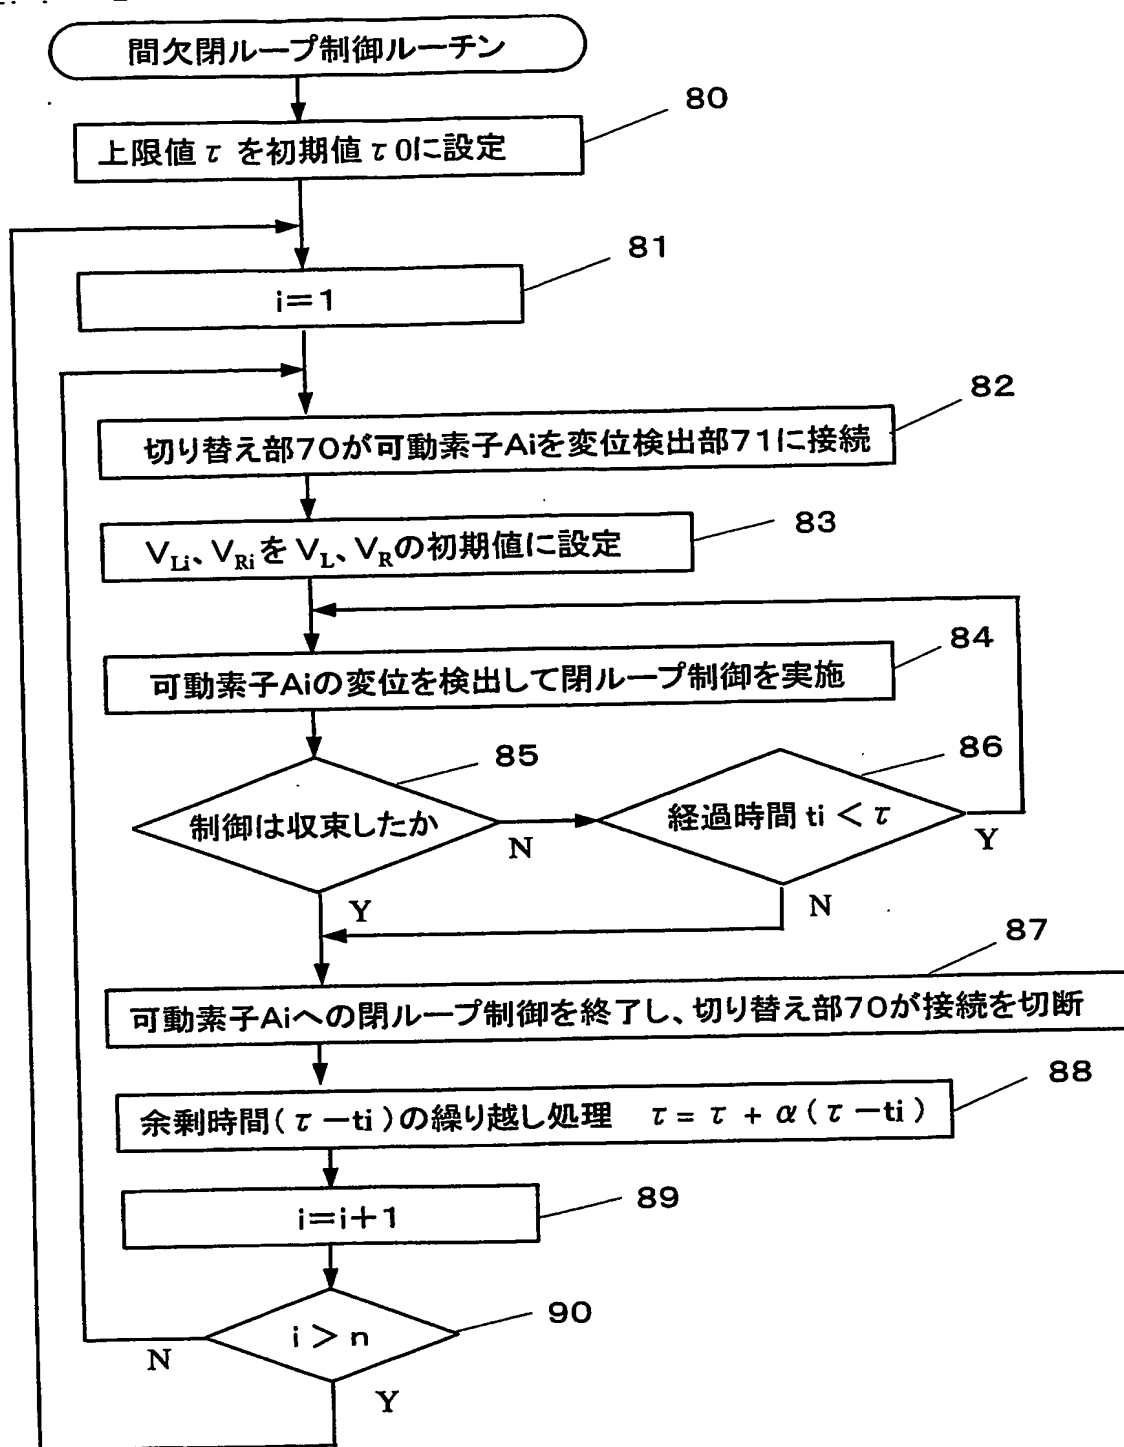 間欠閉ループ制御ルーチン
80
上限値τ を初期値τ0に設定
81
i=1
82
切り替え部70が可動素子Aiを変位検出部71に接続
83
VLi、VRiをVL、VRの初期値に設定
84
可動素子Aiの変位を検出して閉ループ制御を実施
85
制御は収束したか
N
Y
86
経過時間 ti < τ
Y
N
87
可動素子Aiへの閉ループ制御を終了し、切り替え部70が接続を切断
88
余剰時間(τ-ti)の繰り越し処理 τ=τ+α(τ-ti)
89
i=i+1
90
i>n
N
Y